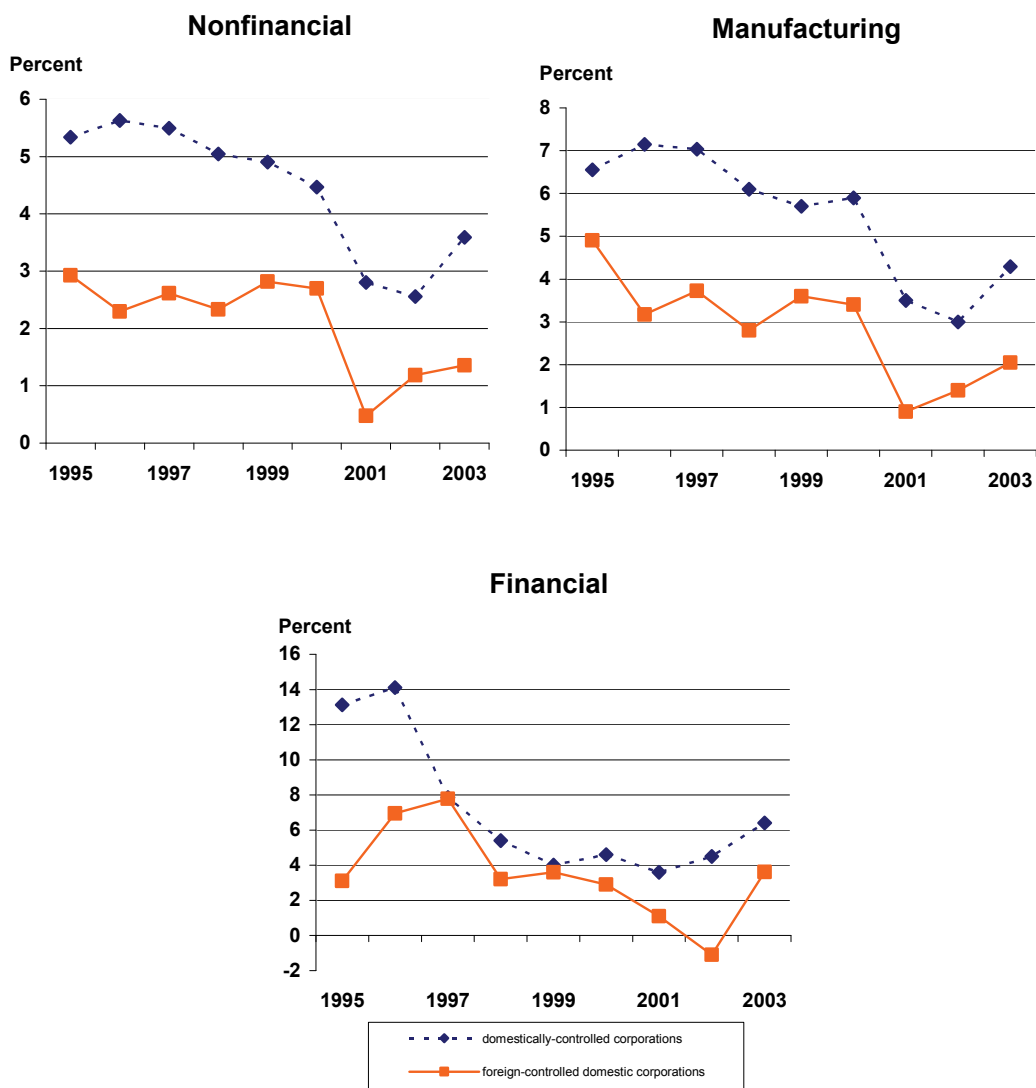 Nonfinancial
Percent
6
5
4
3
2
1
0
1995 1997 1999 2001 2003
Manufacturing
Percent
8
7
6
5
4
3
2
1
0
1995 1997 1999 2001 2003
Financial
Percent
16
14
12
10
8
6
4
2
0
-2
1995 1997 1999 2001 2003
domestically-controlled corporations
foreign-controlled domestic corporations